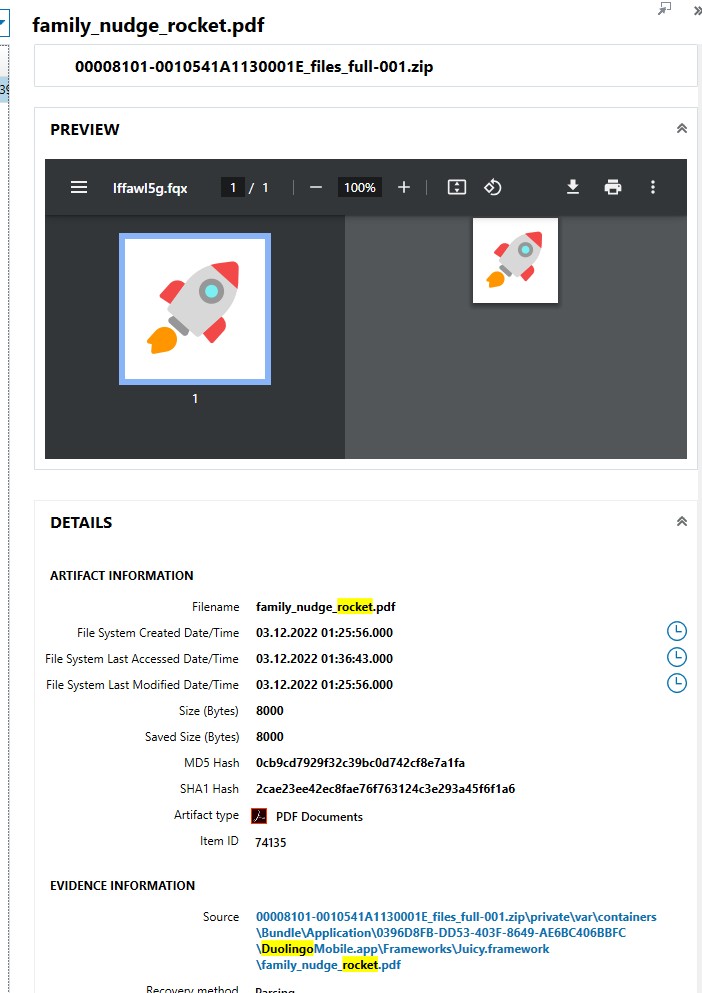 family_nudge_rocket.pdf
00008101-0010541A1130001E_files_full-001.zip
39
PREVIEW
lffawl5g.fqx 1 / 1 100%
1
DETAILS
ARTIFACT INFORMATION
Filename family_nudge_rocket.pdf
File System Created Date/Time 03.12.2022 01:25:56.000
File System Last Accessed Date/Time 03.12.2022 01:36:43.000
File System Last Modified Date/Time 03.12.2022 01:25:56.000
Size (Bytes) 8000
Saved Size (Bytes) 8000
MD5 Hash 0cb9cd7929f32c39bc0d742cf8e7a1fa
SHA1 Hash 2cae23ee42ec8fae76f763124c3e293a45f6f1a6
Artifact type PDF Documents
Item ID 74135
EVIDENCE INFORMATION
Source 00008101-0010541A1130001E_files_full-001.zip\private\var\containers
\Bundle\Application\0396D8FB-DD53-403F-8649-AE6BC406BBFC
\DuolingoMobile.app\Frameworks\Juicy.framework
\family_nudge_rocket.pdf
Recovery method Parsing